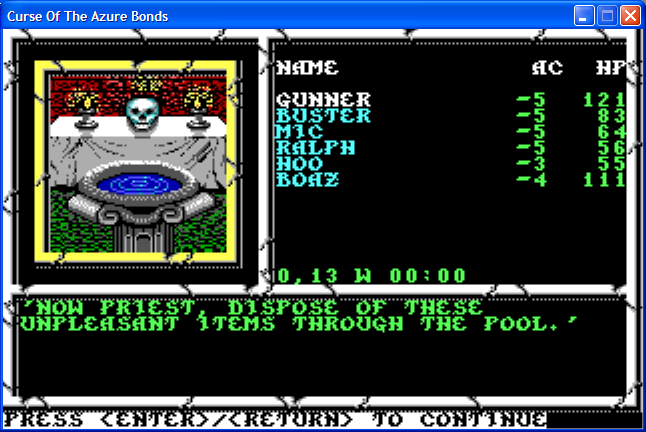 Curse Of The Azure Bonds
NAME AC HP
GUNNER -5 121
BUSTER -5 83
MIC -5 64
RALPH -5 56
HOO -3 55
BOAZ -4 111
0,13 W 00:00
'NOW PRIEST, DISPOSE OF THESE
UNPLEASANT ITEMS THROUGH THE POOL.'
PRESS <ENTER>/<RETURN> TO CONTINUE